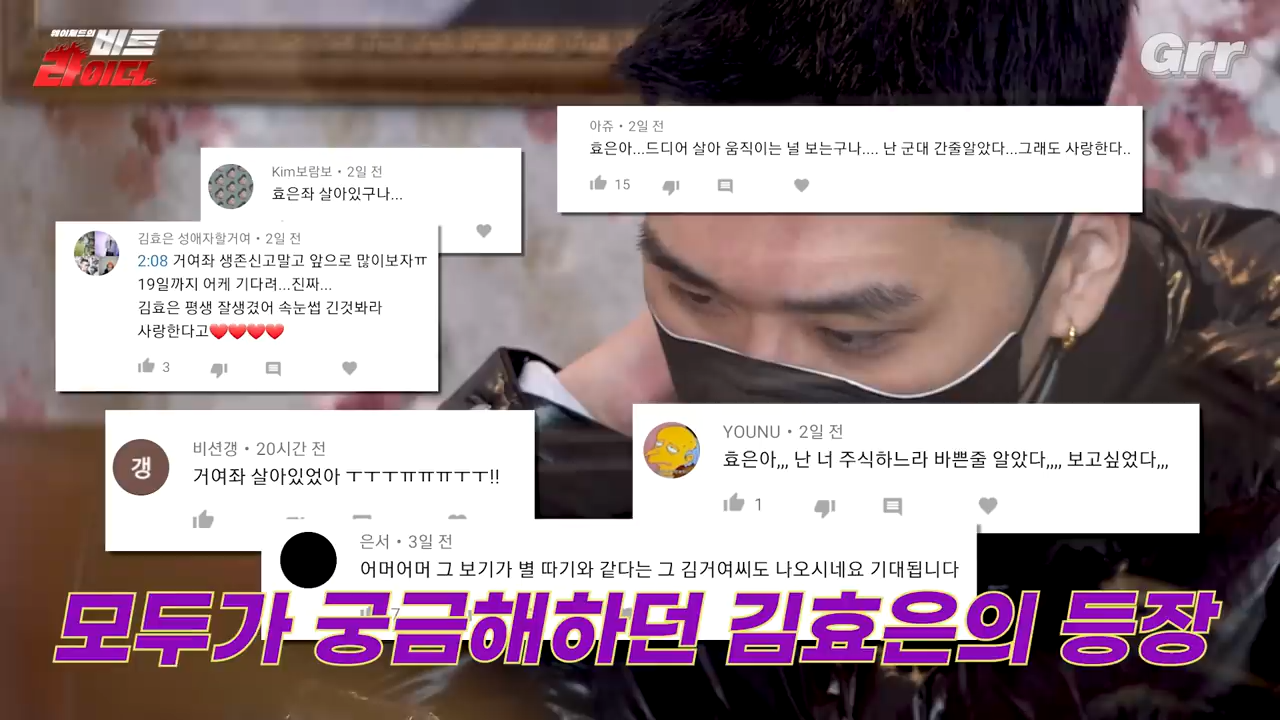 에이체드의
비트
라이더
Grr
아쥬 • 2일 전
효은아...드디어 살아 움직이는 널 보는구나.... 난 군대 간줄알았다...그래도 사랑한다..
15
Kim보람보 • 2일 전
효은좌 살아있구나...
김효은 성애자할거여 • 2일 전
2:08 거여좌 생존신고말고 앞으로 많이보자ㅠ
19일까지 어케 기다려...진짜...
김효은 평생 잘생겼어 속눈썹 긴것봐라
사랑한다고❤️❤️❤️❤️
3
갱
비션갱 • 20시간 전
거여좌 살아있었아 ㅜㅜㅜㅠㅠㅠㅜㅜ!!
YOUNU • 2일 전
효은아,,, 난 너 주식하느라 바쁜줄 알았다,,,, 보고싶었다,,,
1
은서 • 3일 전
어머어머 그 보기가 별 따기와 같다는 그 김거여씨도 나오시네요 기대됩니다
7
모두가 궁금해하던 김효은의 등장